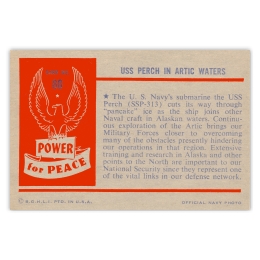 USS PERCH IN ARTIC WATERS
POWER
for PEACE
★ The U. S. Navy's submarine the USS
Perch (SSP-313) cuts its way through
"pancake" ice as the ship joins other
Naval craft in Alaskan waters. Continu-
ous exploration of the Artic brings our
Military Forces closer to overcoming
many of the obstacles presently hindering
our operations in that region. Extensive
training and research in Alaska and other
points to the North are important to our
National Security since they represent one
of the vital links in our defense network.
© B.G.H.L.I. PTD. IN U.S.A.
OFFICIAL NAVY PHOTO